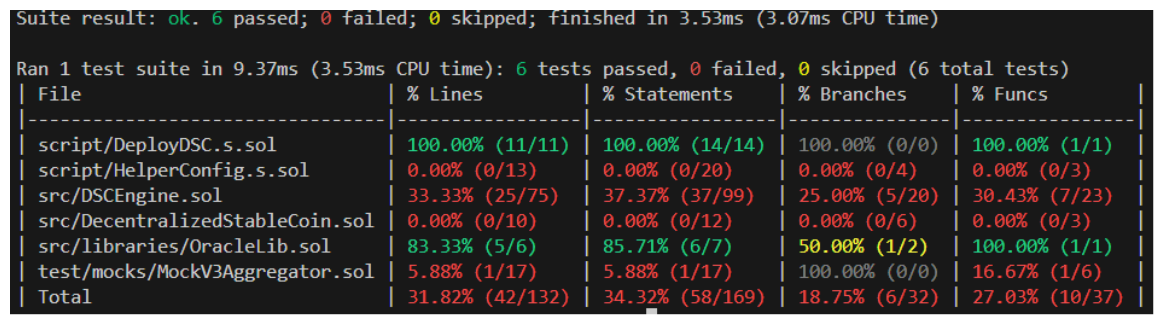 Suite result: ok. 6 passed; 0 failed; 0 skipped; finished in 3.53ms (3.07ms CPU time)
Ran 1 test suite in 9.37ms (3.53ms CPU time): 6 tests passed, 0 failed, 0 skipped (6 total tests)
| File | % Lines | % Statements | % Branches | % Funcs |
|---------------------------------|-----------------|-----------------|---------------|---------------|
| script/DeployDSC.s.sol | 100.00% (11/11) | 100.00% (14/14) | 100.00% (0/0) | 100.00% (1/1) |
| script/HelperConfig.s.sol | 0.00% (0/13) | 0.00% (0/20) | 0.00% (0/4) | 0.00% (0/3) |
| src/DSCEngine.sol | 33.33% (25/75) | 37.37% (37/99) | 25.00% (5/20) | 30.43% (7/23) |
| src/DecentralizedStableCoin.sol | 0.00% (0/10) | 0.00% (0/12) | 0.00% (0/6) | 0.00% (0/3) |
| src/libraries/OracleLib.sol | 83.33% (5/6) | 85.71% (6/7) | 50.00% (1/2) | 100.00% (1/1) |
| test/mocks/MockV3Aggregator.sol | 5.88% (1/17) | 5.88% (1/17) | 100.00% (0/0) | 16.67% (1/6) |
| Total | 31.82% (42/132) | 34.32% (58/169) | 18.75% (6/32) | 27.03% (10/37) |